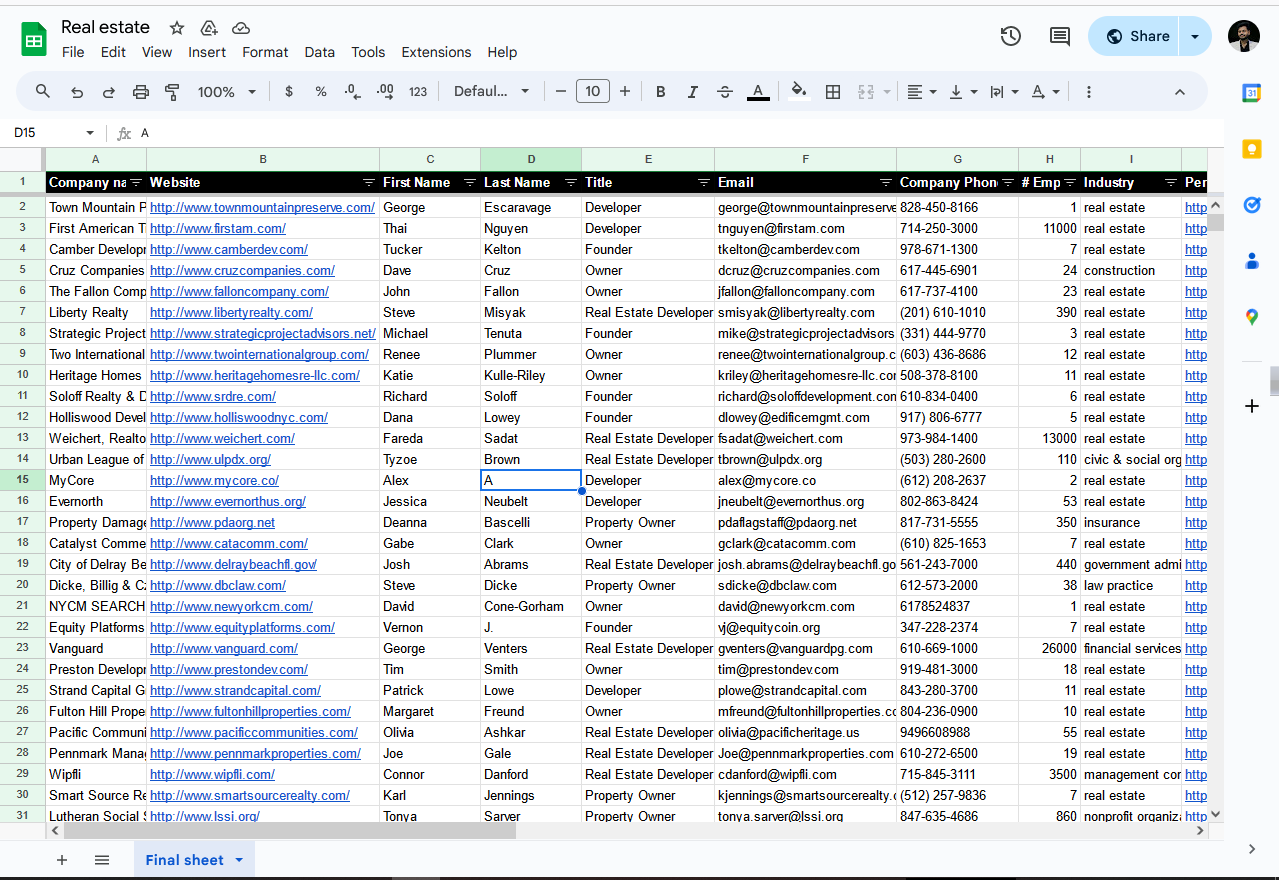 Real estate
File Edit View Insert Format Data Tools Extensions Help
Share
100% $ % .0 .00 123 Defaul... 10 B I A
31
D15 fx A
A B C D E F G H I
1 Company na Website First Name Last Name Title Email Company Phon # Emp Industry Per
2 Town Mountain P http://www.townmountainpreserve.com/ George Escaravage Developer george@townmountainpreserve 828-450-8166 1 real estate http
3 First American T http://www.firstam.com/ Thai Nguyen Developer tnguyen@firstam.com 714-250-3000 11000 real estate http
4 Camber Develop http://www.camberdev.com/ Tucker Kelton Founder tkelton@camberdev.com 978-671-1300 7 real estate http
5 Cruz Companies http://www.cruzcompanies.com/ Dave Cruz Owner dcruz@cruzcompanies.com 617-445-6901 24 construction http
6 The Fallon Comp http://www.falloncompany.com/ John Fallon Owner jfallon@falloncompany.com 617-737-4100 23 real estate http
7 Liberty Realty http://www.libertyrealty.com/ Steve Misyak Real Estate Developer smisyak@libertyrealty.com (201) 610-1010 390 real estate http
8 Strategic Project http://www.strategicprojectadvisors.net/ Michael Tenuta Founder mike@strategicprojectadvisors (331) 444-9770 3 real estate http
9 Two International http://www.twointernationalgroup.com/ Renee Plummer Owner renee@twointernationalgroup.c (603) 436-8686 12 real estate http
10 Heritage Homes http://www.heritagehomesre-llc.com/ Katie Kulle-Riley Owner kriley@heritagehomesre-llc.cor 508-378-8100 11 real estate http
11 Soloff Realty & D http://www.srdre.com/ Richard Soloff Founder richard@soloffdevelopment.con 610-834-0400 6 real estate http
12 Holliswood Devel http://www.holliswoodnyc.com/ Dana Lowey Founder dlowey@edificemgmt.com 917) 806-6777 5 real estate http
13 Weichert, Realto http://www.weichert.com/ Fareda Sadat Real Estate Developer fsadat@weichert.com 973-984-1400 13000 real estate http
14 Urban League of http://www.ulpdx.org/ Tyzoe Brown Real Estate Developer tbrown@ulpdx.org (503) 280-2600 110 civic & social org http
15 MyCore http://www.mycore.co/ Alex A Developer alex@mycore.co (612) 208-2637 2 real estate http
16 Evernorth http://www.evernorthus.org/ Jessica Neubelt Developer jneubelt@evernorthus.org 802-863-8424 53 real estate http
17 Property Damage http://www.pdaorg.net Deanna Bascelli Property Owner pdaflagstaff@pdaorg.net 817-731-5555 350 insurance http
18 Catalyst Comme http://www.catacomm.com/ Gabe Clark Owner gclark@catacomm.com (610) 825-1653 7 real estate http
19 City of Delray Be http://www.delraybeachfl.gov/ Josh Abrams Real Estate Developer josh.abrams@delraybeachfl.go 561-243-7000 440 government admi http
20 Dicke, Billig & Cz http://www.dbclaw.com/ Steve Dicke Property Owner sdicke@dbclaw.com 612-573-2000 38 law practice http
21 NYCM SEARCH http://www.newyorkcm.com/ David Cone-Gorham Owner david@newyorkcm.com 6178524837 1 real estate http
22 Equity Platforms http://www.equityplatforms.com/ Vernon J. Founder vj@equitycoin.org 347-228-2374 7 real estate http
23 Vanguard http://www.vanguard.com/ George Venters Real Estate Developer gventers@vanguardpg.com 610-669-1000 26000 financial services http
24 Preston Develop http://www.prestondev.com/ Tim Smith Owner tim@prestondev.com 919-481-3000 18 real estate http
25 Strand Capital G http://www.strandcapital.com/ Patrick Lowe Developer plowe@strandcapital.com 843-280-3700 11 real estate http
26 Fulton Hill Prope http://www.fultonhillproperties.com/ Margaret Freund Owner mfreund@fultonhillproperties.cc 804-236-0900 10 real estate http
27 Pacific Communi http://www.pacificcommunities.com/ Olivia Ashkar Real Estate Developer olivia@pacificheritage.us 9496608988 55 real estate http
28 Pennmark Mana http://www.pennmarkproperties.com/ Joe Gale Real Estate Developer Joe@pennmarkproperties.com 610-272-6500 19 real estate http
29 Wipfli http://www.wipfli.com/ Connor Danford Real Estate Developer cdanford@wipfli.com 715-845-3111 3500 management cor http
30 Smart Source Re http://www.smartsourcerealty.com/ Karl Jennings Property Owner kjennings@smartsourcerealty.c (512) 257-9836 7 real estate http
31 Lutheran Social S http://www.lssi.org/ Tonya Sarver Property Owner tonya.sarver@lssi.org 847-635-4686 860 nonprofit organiza http
Final sheet